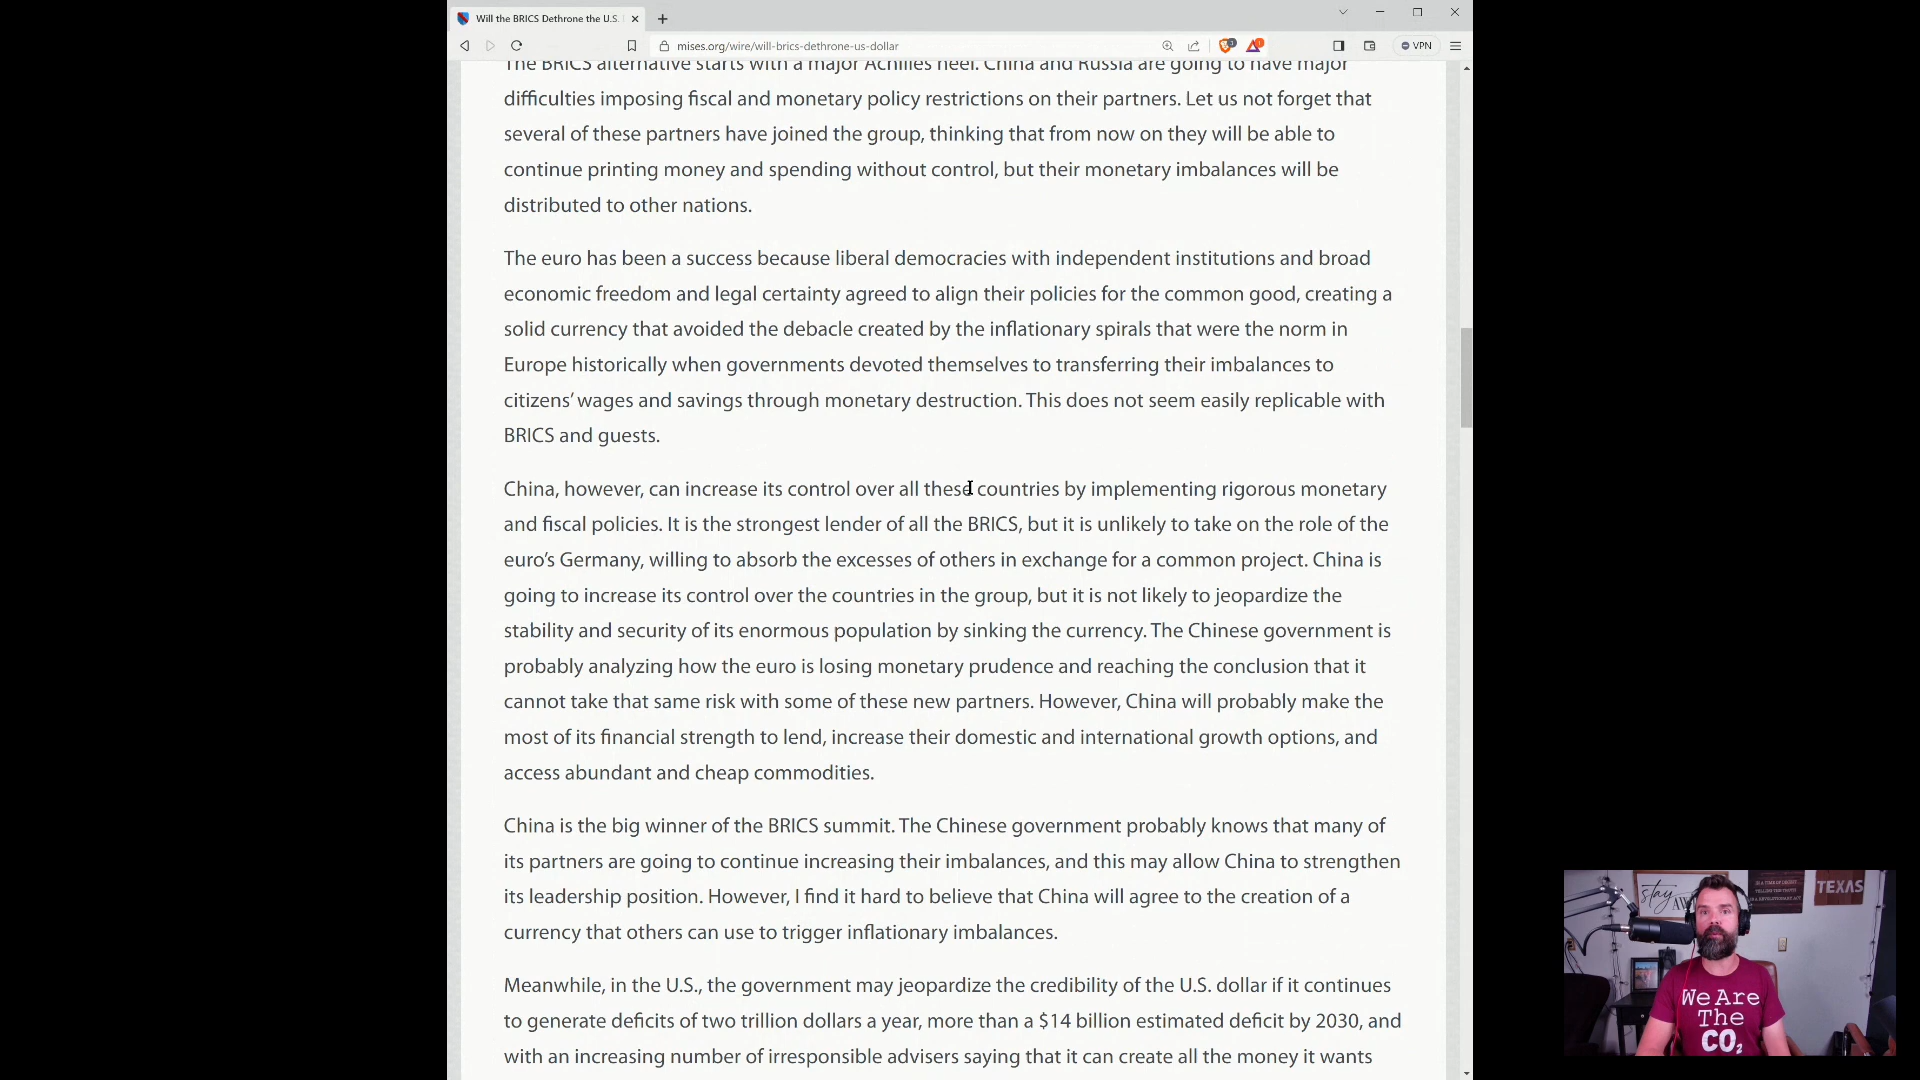 Will the BRICS Dethrone the U.S.
mises.org/wire/will-brics-dethrone-us-dollar
VPN
The BRICS alternative starts with a major Achilles heel. China and Russia are going to have major
difficulties imposing fiscal and monetary policy restrictions on their partners. Let us not forget that
several of these partners have joined the group, thinking that from now on they will be able to
continue printing money and spending without control, but their monetary imbalances will be
distributed to other nations.
The euro has been a success because liberal democracies with independent institutions and broad
economic freedom and legal certainty agreed to align their policies for the common good, creating a
solid currency that avoided the debacle created by the inflationary spirals that were the norm in
Europe historically when governments devoted themselves to transferring their imbalances to
citizens’ wages and savings through monetary destruction. This does not seem easily replicable with
BRICS and guests.
China, however, can increase its control over all these countries by implementing rigorous monetary
and fiscal policies. It is the strongest lender of all the BRICS, but it is unlikely to take on the role of the
euro’s Germany, willing to absorb the excesses of others in exchange for a common project. China is
going to increase its control over the countries in the group, but it is not likely to jeopardize the
stability and security of its enormous population by sinking the currency. The Chinese government is
probably analyzing how the euro is losing monetary prudence and reaching the conclusion that it
cannot take that same risk with some of these new partners. However, China will probably make the
most of its financial strength to lend, increase their domestic and international growth options, and
access abundant and cheap commodities.
China is the big winner of the BRICS summit. The Chinese government probably knows that many of
its partners are going to continue increasing their imbalances, and this may allow China to strengthen
its leadership position. However, I find it hard to believe that China will agree to the creation of a
currency that others can use to trigger inflationary imbalances.
Meanwhile, in the U.S., the government may jeopardize the credibility of the U.S. dollar if it continues
to generate deficits of two trillion dollars a year, more than a $14 billion estimated deficit by 2030, and
with an increasing number of irresponsible advisers saying that it can create all the money it wants
stay
TEXAS
We Are
The
CO2